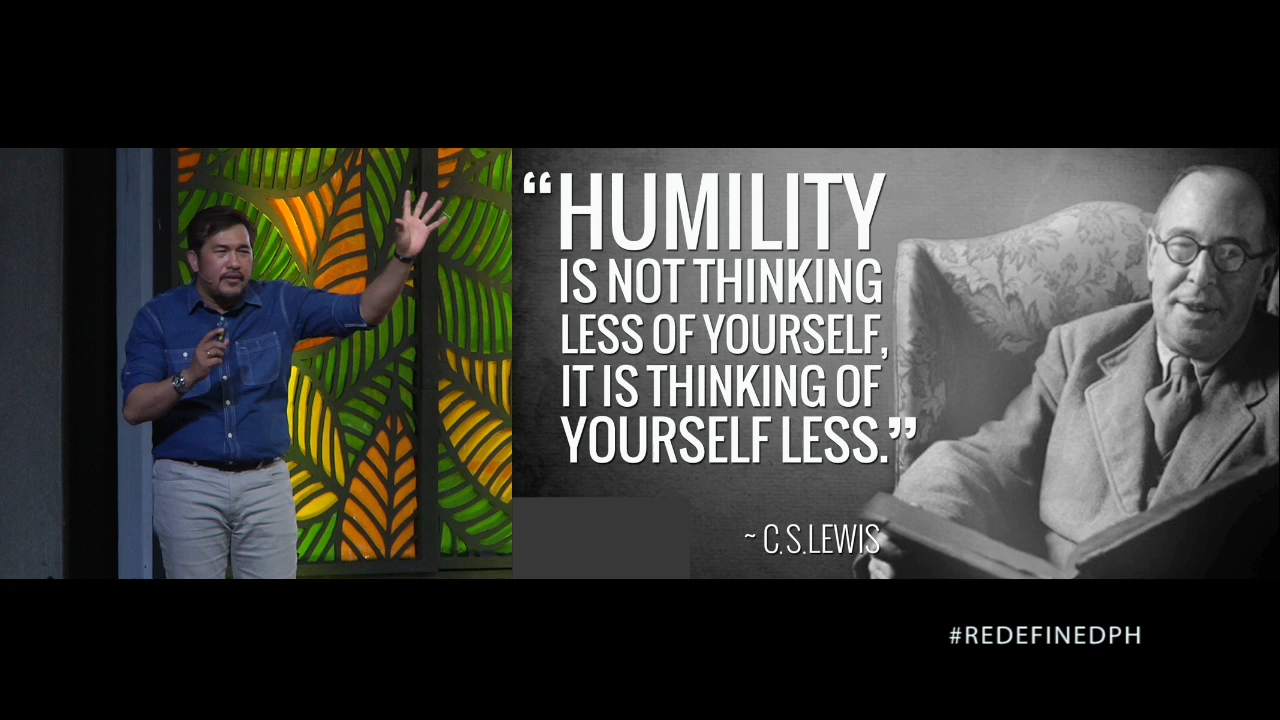 “HUMILITY
IS NOT THINKING
LESS OF YOURSELF,
IT IS THINKING OF
YOURSELF LESS.”
~ C.S.LEWIS
#REDEFINEDPH